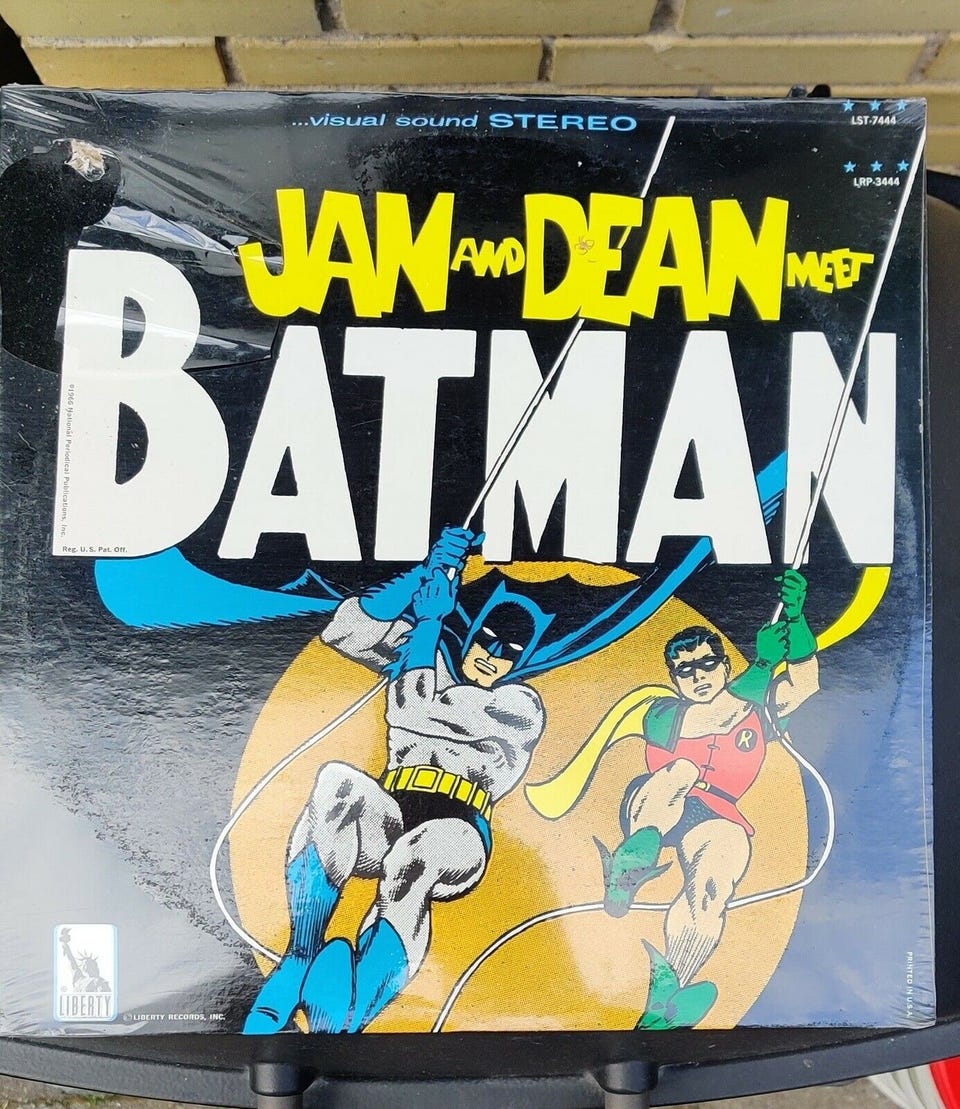 ...visual sound STEREO
LST-7444
LRP-3444
JAN AND DEAN MEET
BATMAN
©1966 National Periodical Publications, Inc.
Reg. U.S. Pat. Off.
R
LIBERTY
© LIBERTY RECORDS, INC.
PRINTED IN U.S.A.